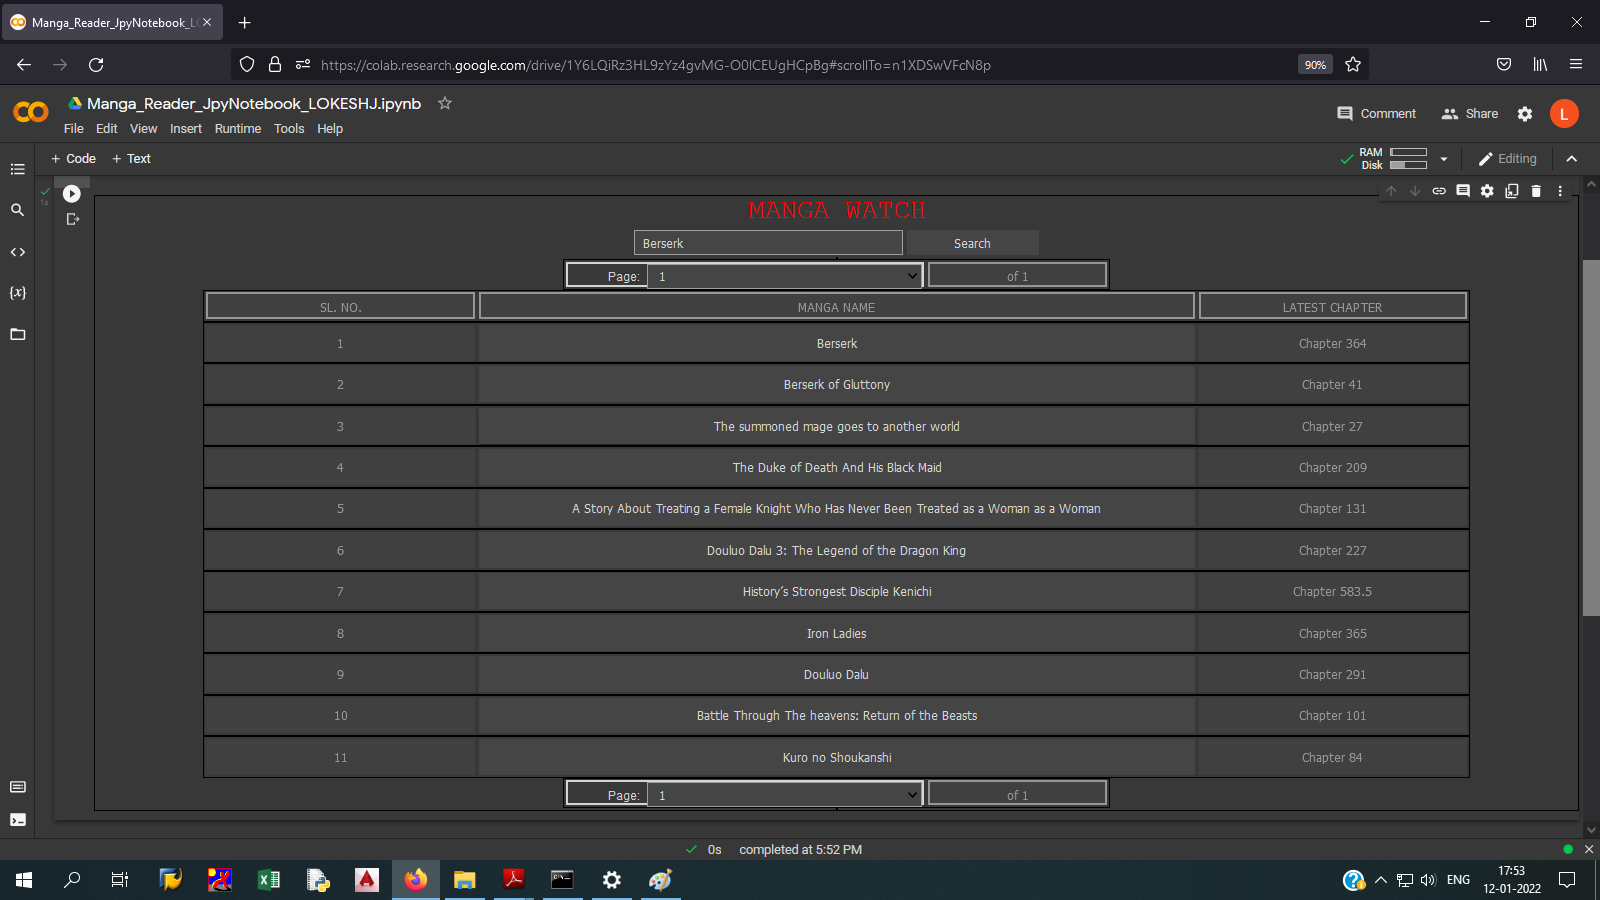 Manga_Reader_JpyNotebook_L
https://colab.research.google.com/drive/1Y6LQiRz3HL9zYz4gvMG-O0lCEUgHCpBg#scrollTo=n1XDSwVFcN8p
90%
Manga_Reader_JpyNotebook_LOKESHJ.ipynb
Comment
Share
L
File Edit View Insert Runtime Tools Help
+ Code + Text
RAM
Disk
Editing
1s
MANGA WATCH
Berserk Search
Page: 1 of 1
SL. NO. MANGA NAME LATEST CHAPTER
1 Berserk Chapter 364
2 Berserk of Gluttony Chapter 41
3 The summoned mage goes to another world Chapter 27
4 The Duke of Death And His Black Maid Chapter 209
5 A Story About Treating a Female Knight Who Has Never Been Treated as a Woman as a Woman Chapter 131
6 Douluo Dalu 3: The Legend of the Dragon King Chapter 227
7 History’s Strongest Disciple Kenichi Chapter 583.5
8 Iron Ladies Chapter 365
9 Douluo Dalu Chapter 291
10 Battle Through The heavens: Return of the Beasts Chapter 101
11 Kuro no Shoukanshi Chapter 84
Page: 1 of 1
0s completed at 5:52 PM
ENG
17:53
12-01-2022